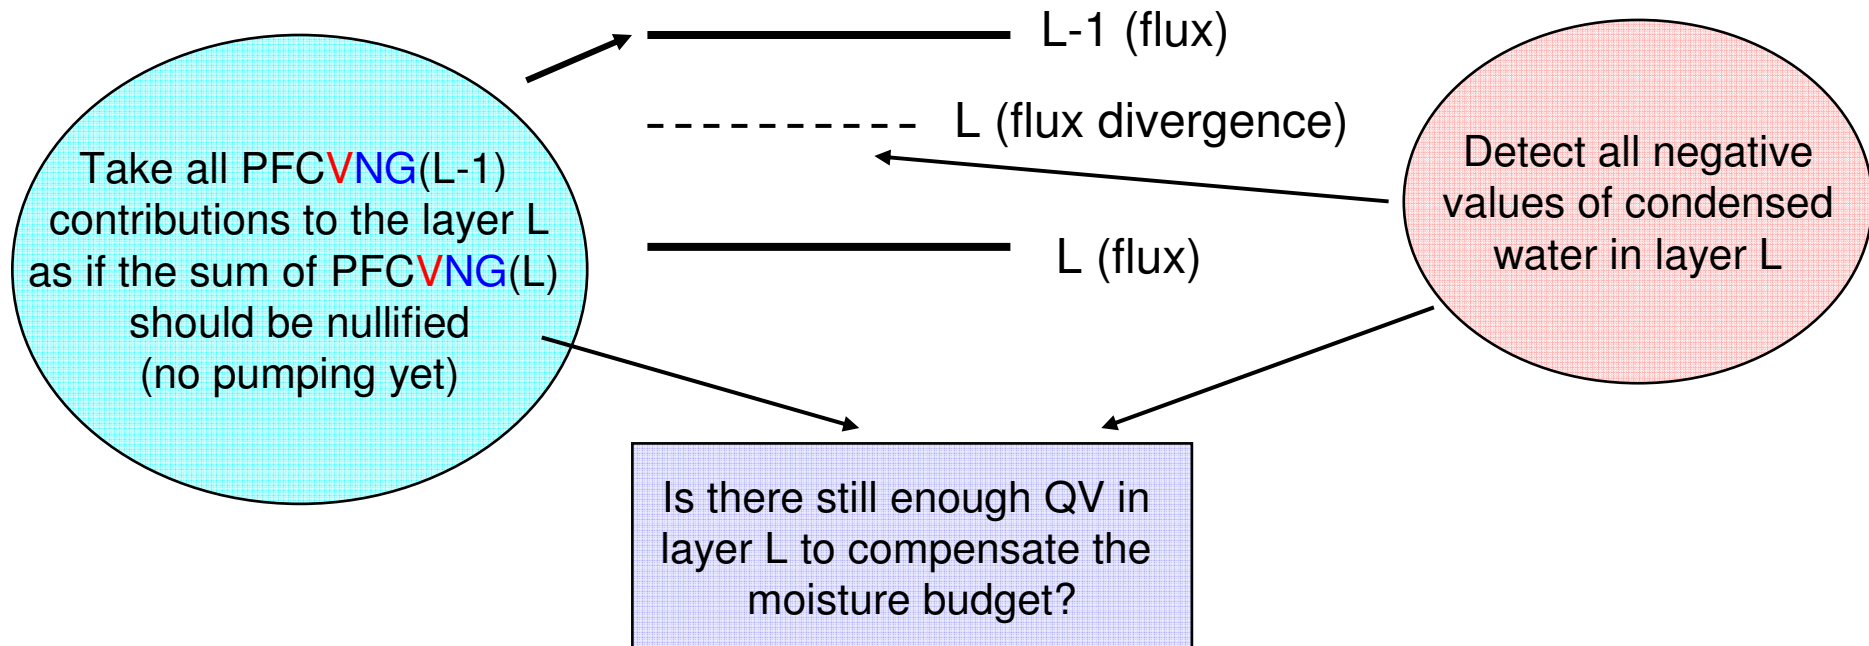 L-1 (flux)
L (flux divergence)
L (flux)
Take all PFCVNG(L-1)
contributions to the layer L
as if the sum of PFCVNG(L)
should be nullified
(no pumping yet)
Detect all negative
values of condensed
water in layer L
Is there still enough QV in
layer L to compensate the
moisture budget?